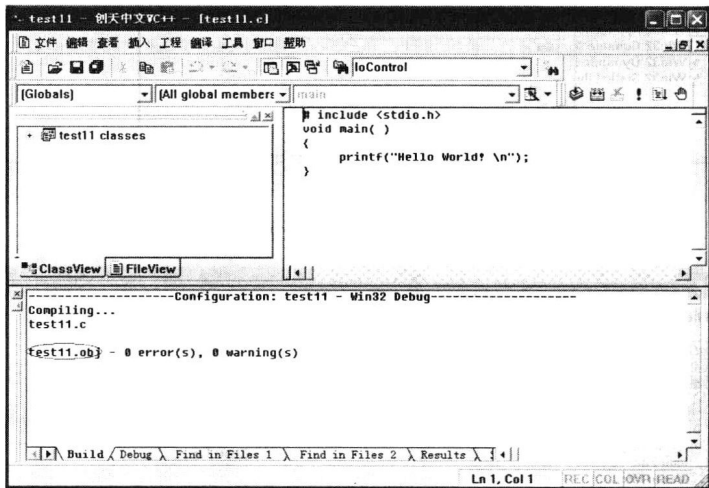 test11 - 创天中文VC++ - [test11.c]
文件 编辑 查看 插入 工程 编译 工具 窗口 帮助
IoControl
(Globals)
(All global members
main
test11 classes
# include <stdio.h>
void main( )
{
printf("Hello World! \n");
}
ClassView
FileView
--------------------Configuration: test11 - Win32 Debug--------------------
Compiling...
test11.c
test11.obj - 0 error(s), 0 warning(s)
Build
Debug
Find in Files 1
Find in Files 2
Results
Ln 1, Col 1
REC COL OVR READ